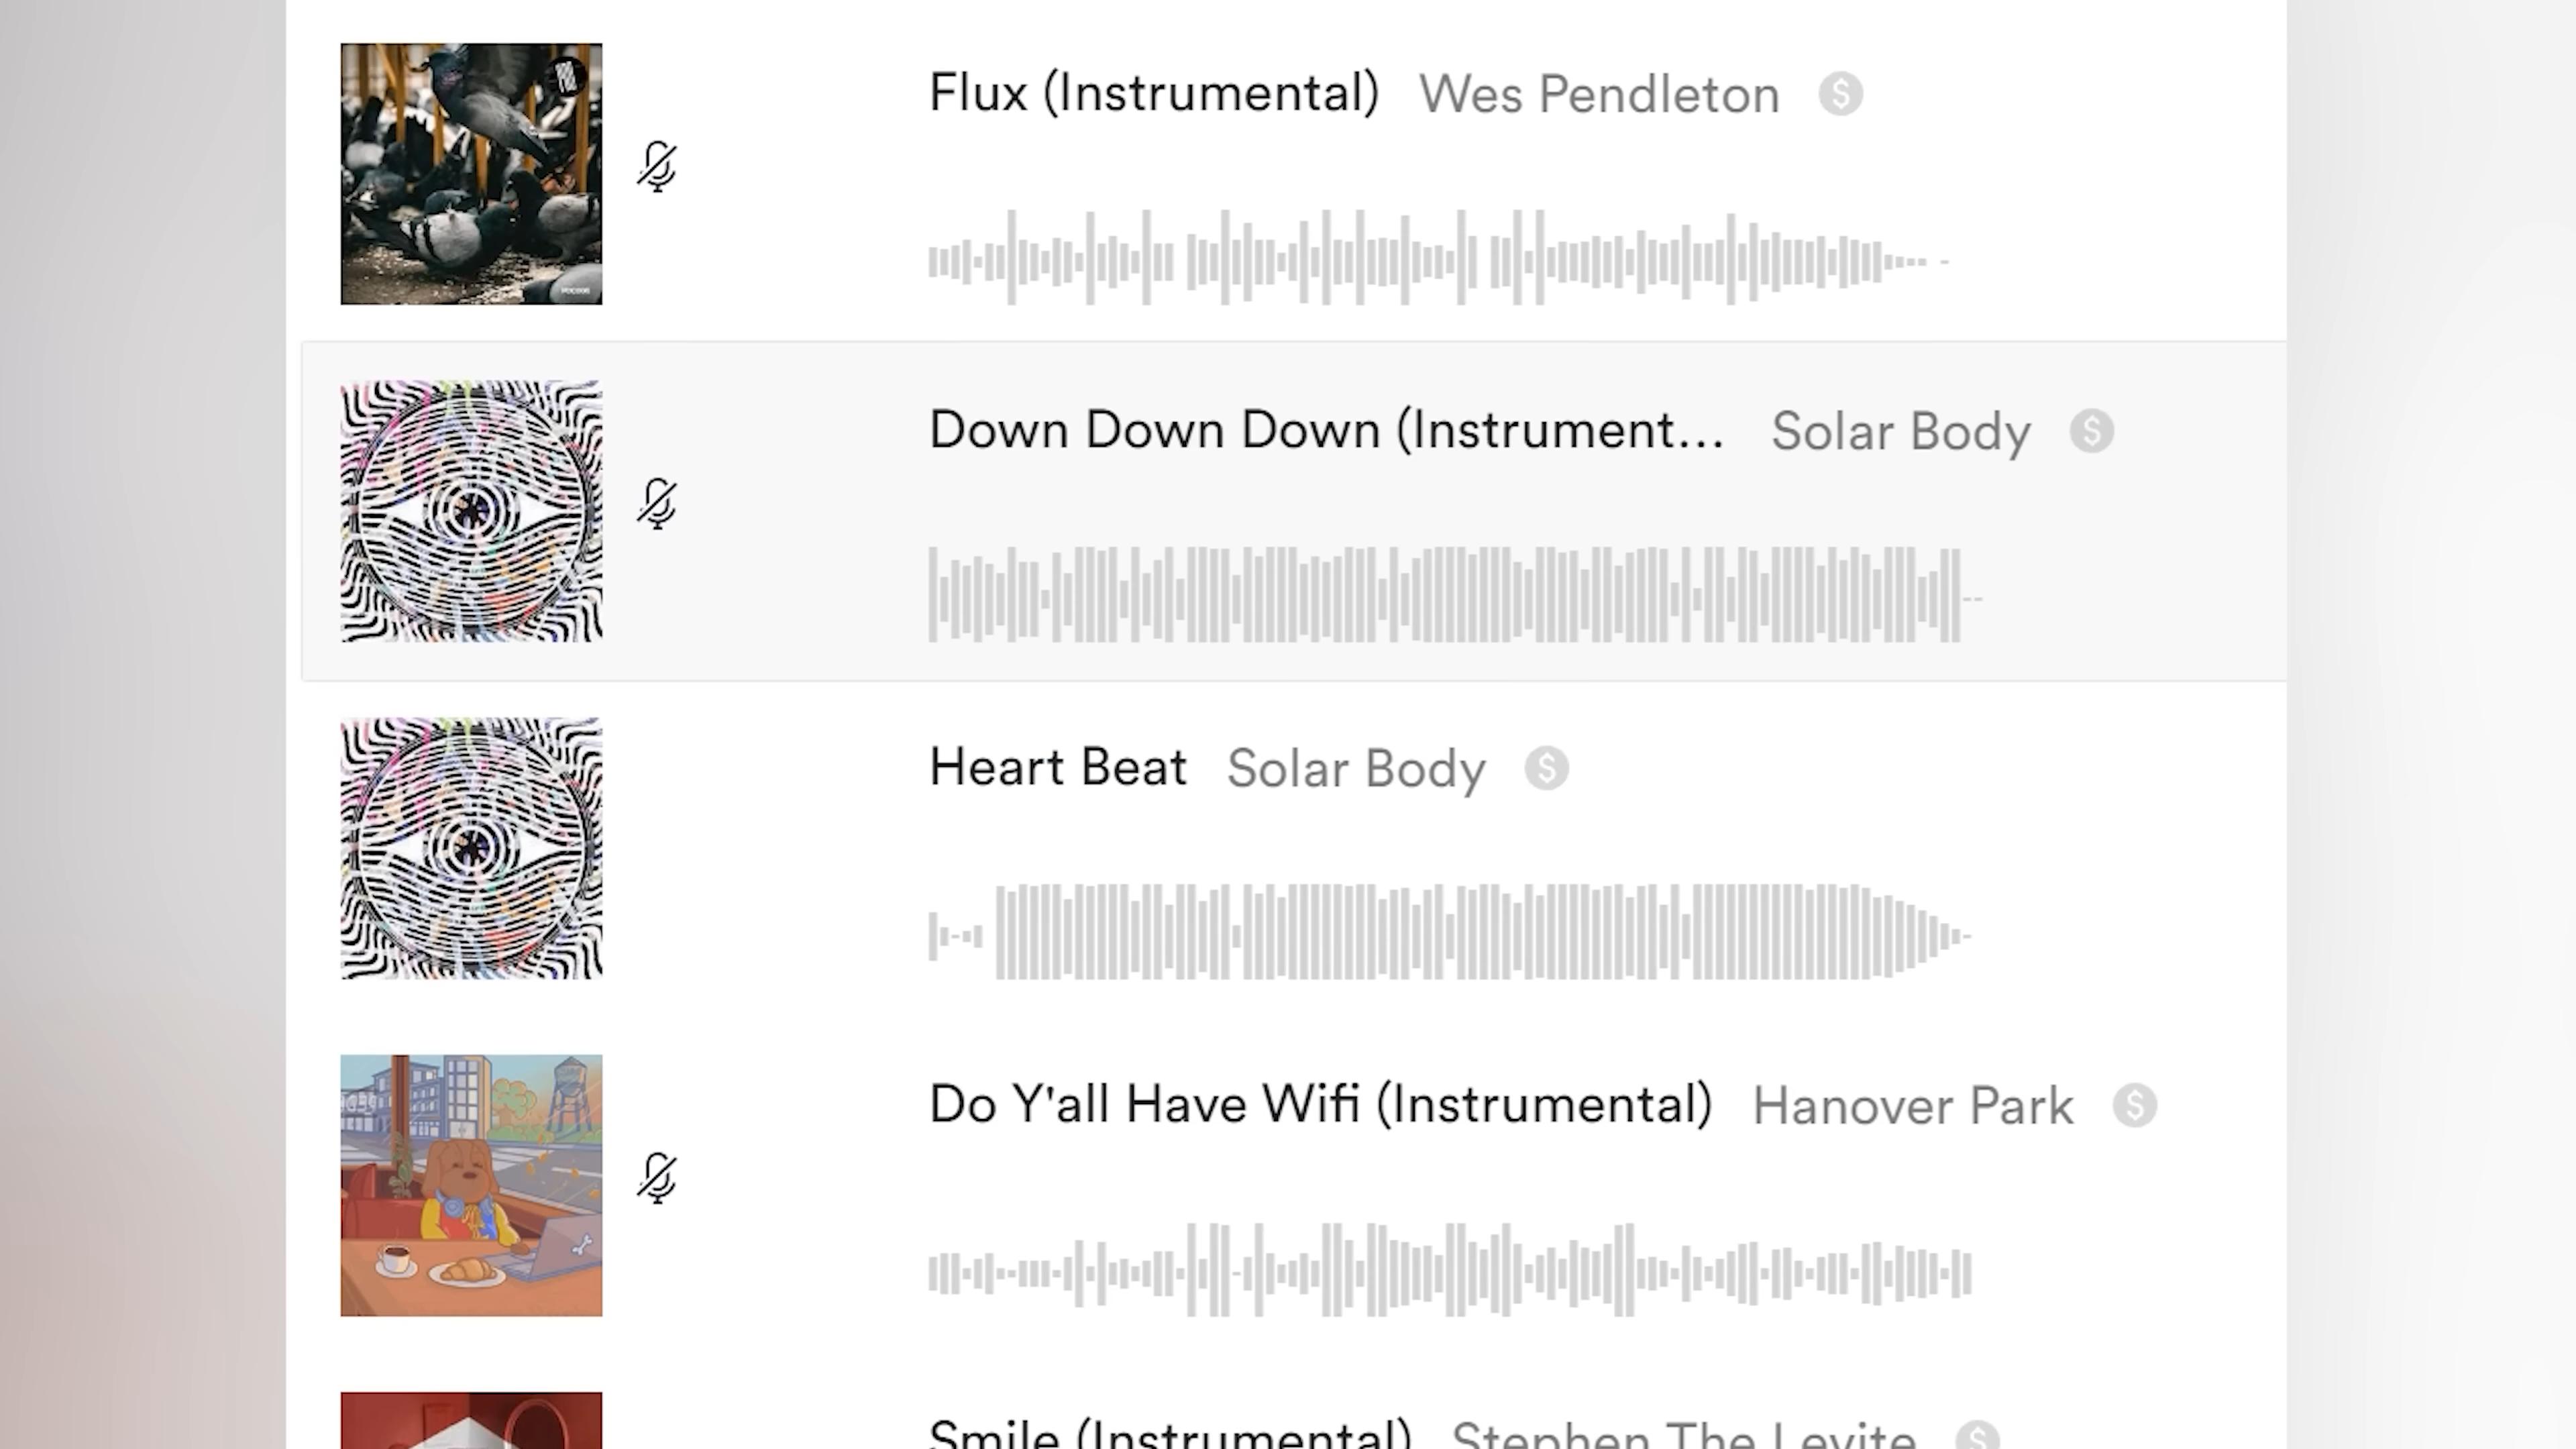 Flux (Instrumental) Wes Pendleton $
Down Down Down (Instrument... Solar Body $
Heart Beat Solar Body $
Do Y'all Have Wifi (Instrumental) Hanover Park $
Smile (Instrumental) Stephen The Levite $